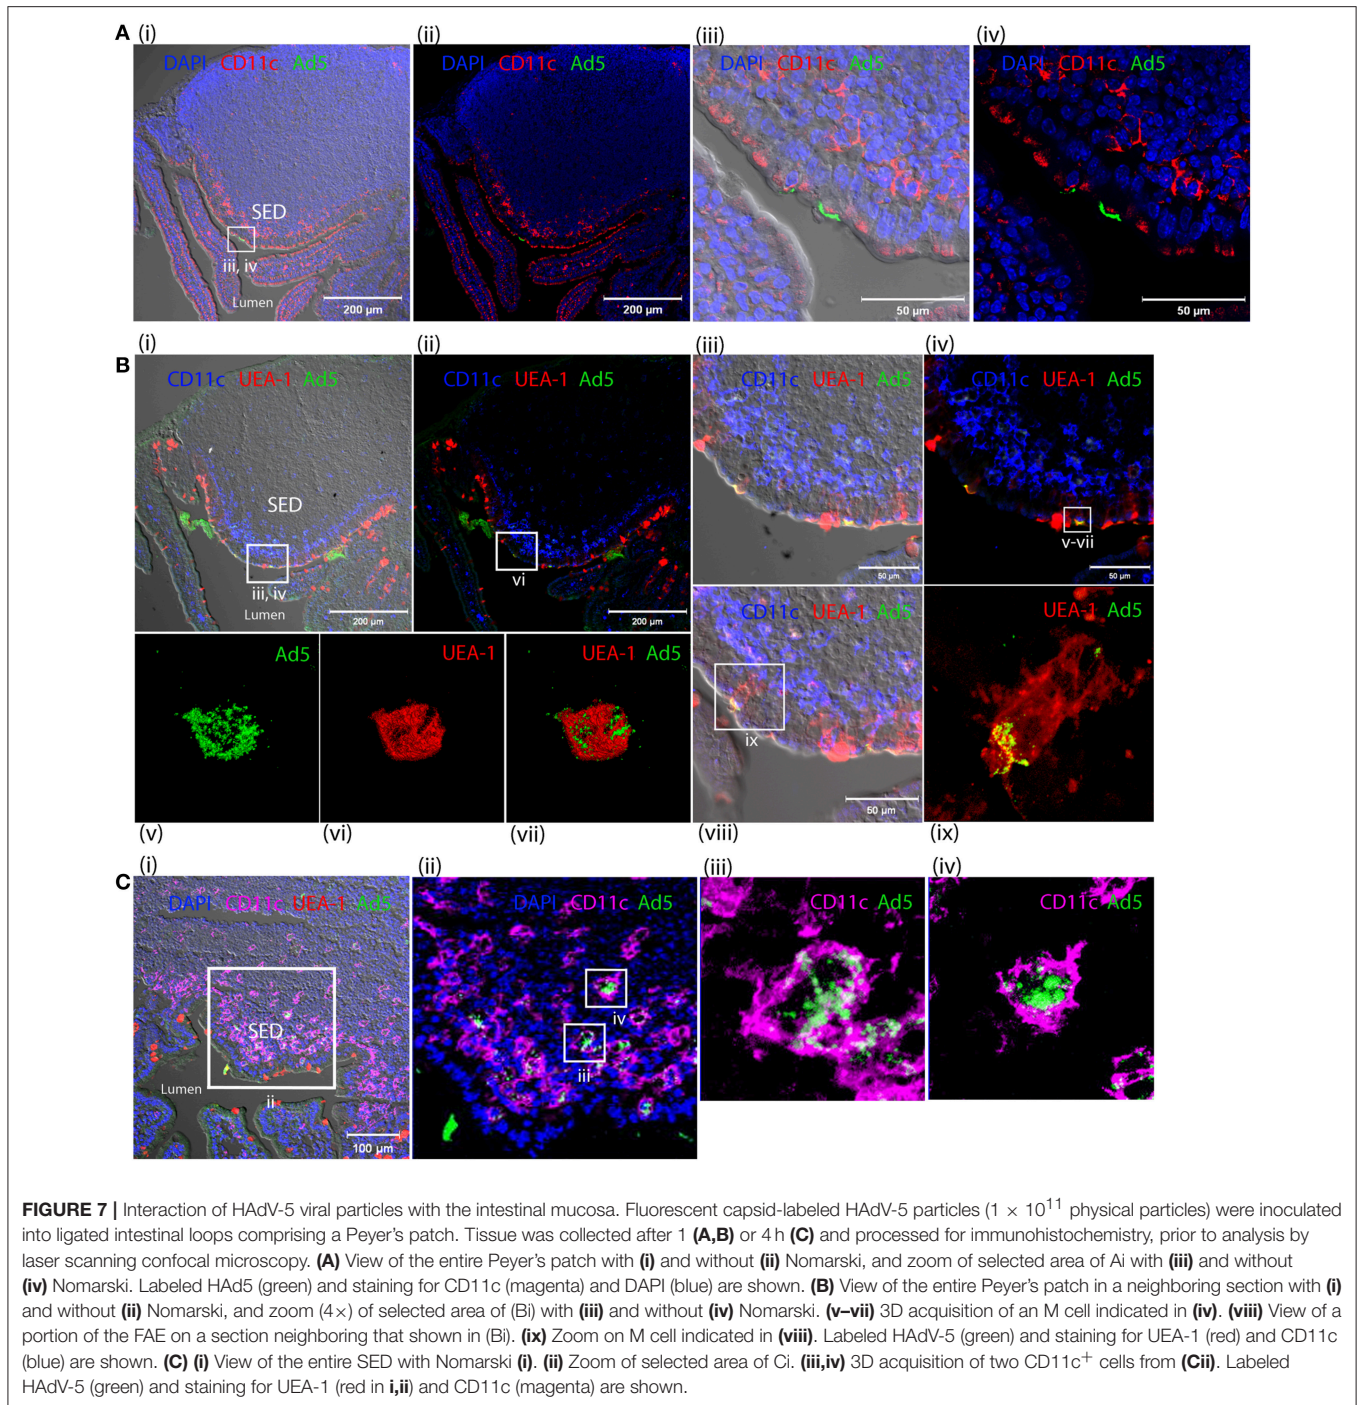 A (i) (ii) (iii) (iv)
DAPI CD11c Ad5 DAPI CD11c Ad5 DAPI CD11c Ad5 DAPI CD11c Ad5
SED
iii, iv
Lumen
200 µm 200 µm 50 µm 50 µm
B (i) (ii) (iii) (iv)
CD11c UEA-1 Ad5 CD11c UEA-1 Ad5 CD11c UEA-1 Ad5 CD11c UEA-1 Ad5
SED
iii, iv vi v-vii
Lumen
200 µm 200 µm 50 µm 50 µm
Ad5 UEA-1 UEA-1 Ad5 CD11c UEA-1 Ad5 UEA-1 Ad5
ix
50 µm
(v) (vi) (vii) (viii) (ix)
C (i) (ii) (iii) (iv)
DAPI CD11c UEA-1 Ad5 DAPI CD11c Ad5 CD11c Ad5 CD11c Ad5
SED
iv
iii
Lumen
ii
100 µm
FIGURE 7 | Interaction of HAdV-5 viral particles with the intestinal mucosa. Fluorescent capsid-labeled HAdV-5 particles (1 × 10¹¹ physical particles) were inoculated
into ligated intestinal loops comprising a Peyer's patch. Tissue was collected after 1 (A,B) or 4 h (C) and processed for immunohistochemistry, prior to analysis by
laser scanning confocal microscopy. (A) View of the entire Peyer's patch with (i) and without (ii) Nomarski, and zoom of selected area of Ai with (iii) and without
(iv) Nomarski. Labeled HAd5 (green) and staining for CD11c (magenta) and DAPI (blue) are shown. (B) View of the entire Peyer's patch in a neighboring section with (i)
and without (ii) Nomarski, and zoom (4×) of selected area of (Bi) with (iii) and without (iv) Nomarski. (v–vii) 3D acquisition of an M cell indicated in (iv). (viii) View of a
portion of the FAE on a section neighboring that shown in (Bi). (ix) Zoom on M cell indicated in (viii). Labeled HAdV-5 (green) and staining for UEA-1 (red) and CD11c
(blue) are shown. (C) (i) View of the entire SED with Nomarski (i). (ii) Zoom of selected area of Ci. (iii,iv) 3D acquisition of two CD11c⁺ cells from (Cii). Labeled
HAdV-5 (green) and staining for UEA-1 (red in i,ii) and CD11c (magenta) are shown.